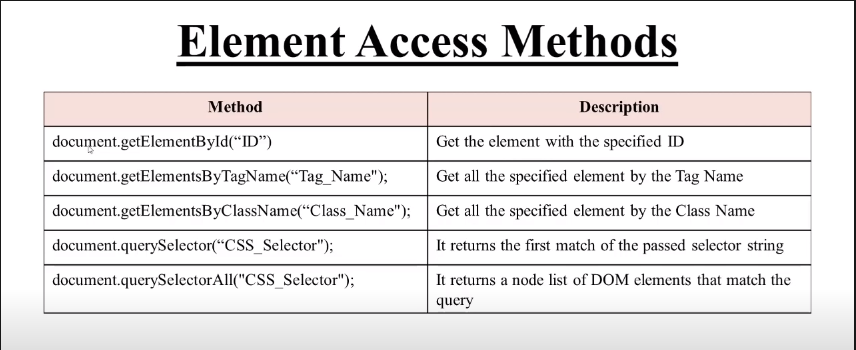 Element Access Methods
Method Description
document.getElementById(“ID”) Get the element with the specified ID
document.getElementsByTagName(“Tag_Name"); Get all the specified element by the Tag Name
document.getElementsByClassName(“Class_Name"); Get all the specified element by the Class Name
document.querySelector(“CSS_Selector"); It returns the first match of the passed selector string
document.querySelectorAll("CSS_Selector"); It returns a node list of DOM elements that match the
query